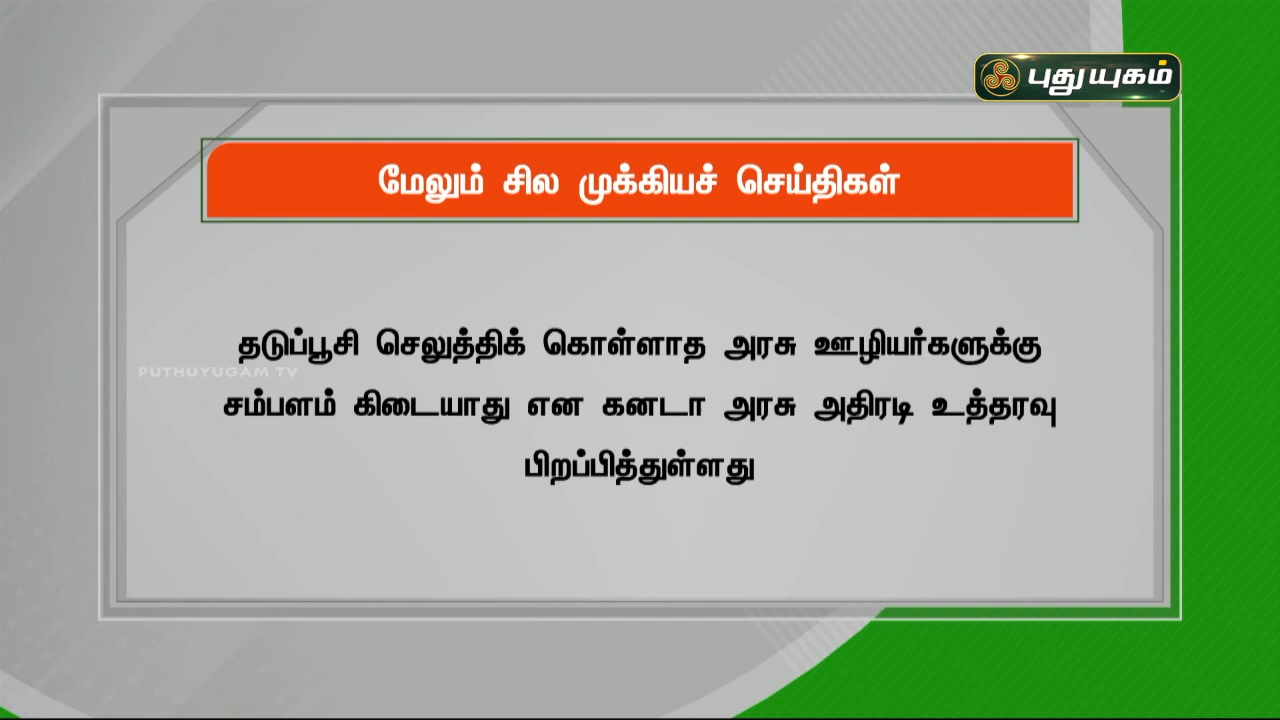 புதுயுகம்
மேலும் சில முக்கியச் செய்திகள்
தடுப்பூசி செலுத்திக் கொள்ளாத அரசு ஊழியர்களுக்கு
PUTHUYUGAM TV
சம்பளம் கிடையாது என கனடா அரசு அதிரடி உத்தரவு
பிறப்பித்துள்ளது